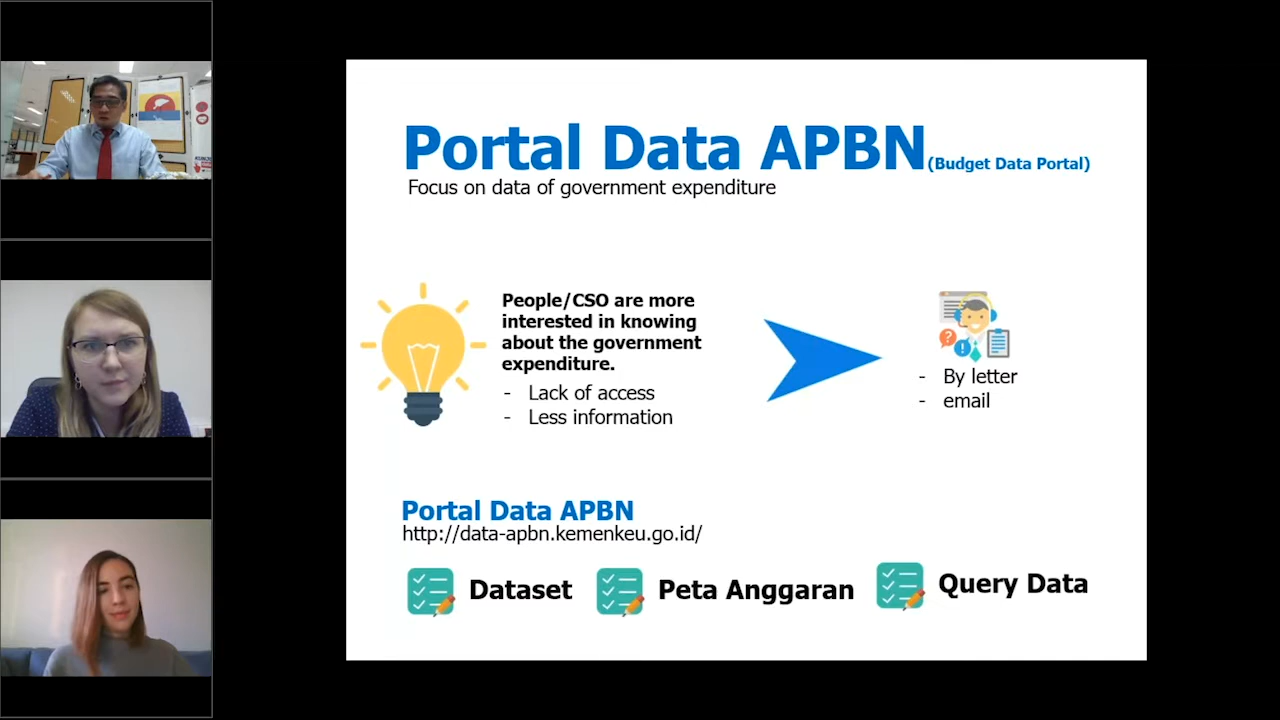 Portal Data APBN (Budget Data Portal)
Focus on data of government expenditure
People/CSO are more
interested in knowing
about the government
expenditure.
- Lack of access
- Less information
- By letter
- email
Portal Data APBN
http://data-apbn.kemenkeu.go.id/
Dataset
Peta Anggaran
Query Data